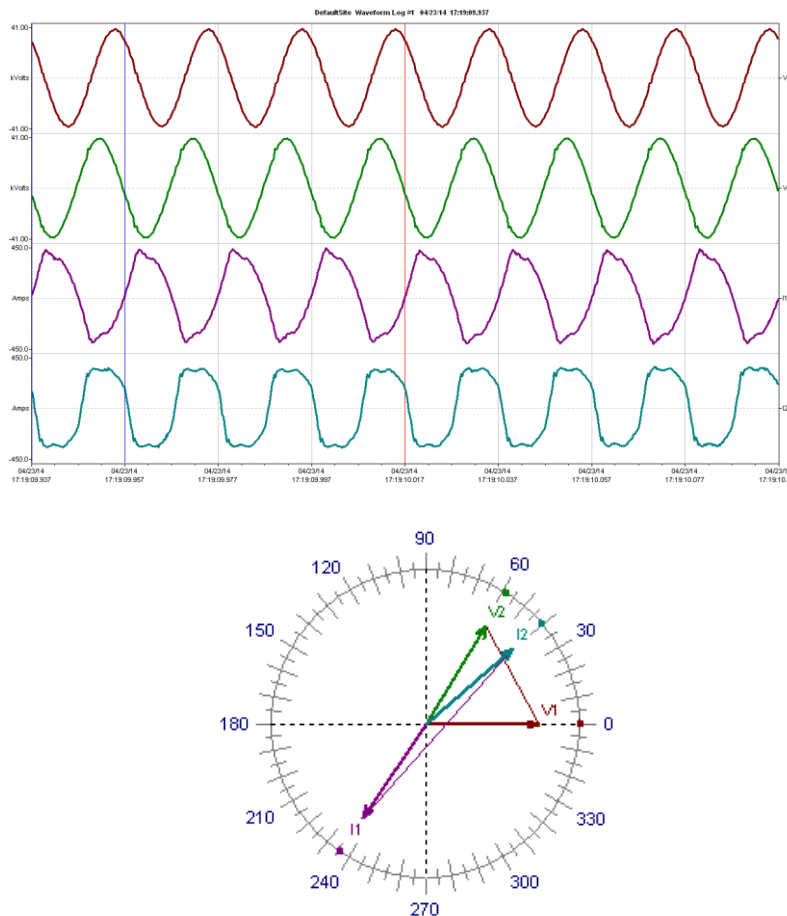 DefaultSite Waveform Log #1 04/23/14 17:19:09.937
41.00
kVolts
V
-41.00
41.00
kVolts
V
-41.00
450.0
Amps
I1
-450.0
450.0
Amps
I2
-450.0
04/23/14 04/23/14 04/23/14 04/23/14 04/23/14 04/23/14 04/23/14 04/23/14 04/23/14
17:19:09.937 17:19:09.957 17:19:09.977 17:19:09.997 17:19:10.017 17:19:10.037 17:19:10.057 17:19:10.077 17:19:10.
90
120 60
V2
150 I2 30
V1
180 0
210 I1 330
240 300
270